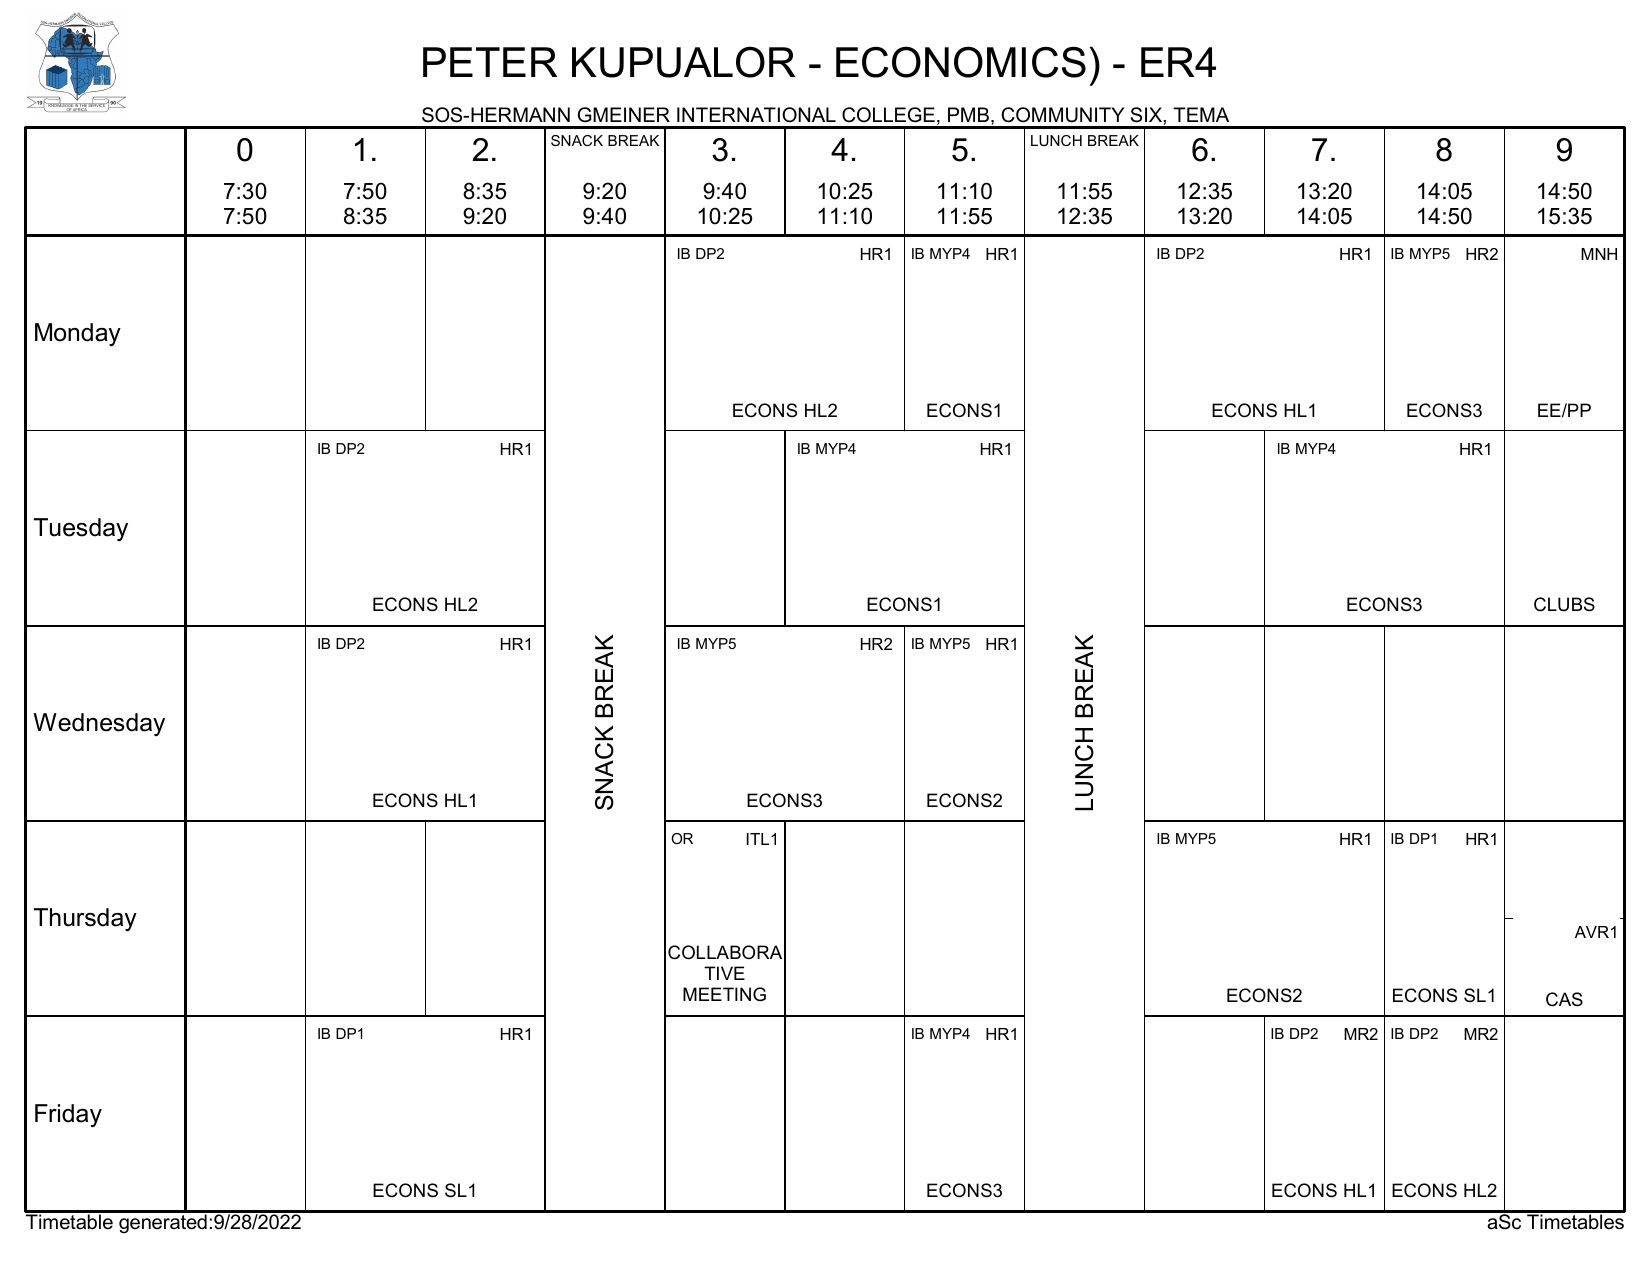 PETER KUPUALOR - ECONOMICS) - ER4
SOS-HERMANN GMEINER INTERNATIONAL COLLEGE, PMB, COMMUNITY SIX, TEMA
0 1. 2. SNACK BREAK 3. 4. 5. LUNCH BREAK 6. 7. 8 9
7:30 7:50 8:35 9:20 9:40 10:25 11:10 11:55 12:35 13:20 14:05 14:50
7:50 8:35 9:20 9:40 10:25 11:10 11:55 12:35 13:20 14:05 14:50 15:35
IB DP2 HR1 IB MYP4 HR1 IB DP2 HR1 IB MYP5 HR2 MNH
Monday
ECONS HL2 ECONS1 ECONS HL1 ECONS3 EE/PP
IB DP2 HR1 IB MYP4 HR1 IB MYP4 HR1
Tuesday
ECONS HL2 ECONS1 ECONS3 CLUBS
IB DP2 HR1 IB MYP5 HR2 IB MYP5 HR1
Wednesday
SNACK BREAK
LUNCH BREAK
ECONS HL1 ECONS3 ECONS2
OR ITL1 IB MYP5 HR1 IB DP1 HR1
Thursday
AVR1
COLLABORA
TIVE
MEETING
ECONS2 ECONS SL1 CAS
IB DP1 HR1 IB MYP4 HR1 IB DP2 MR2 IB DP2 MR2
Friday
ECONS SL1 ECONS3 ECONS HL1 ECONS HL2
Timetable generated:9/28/2022
aSc Timetables